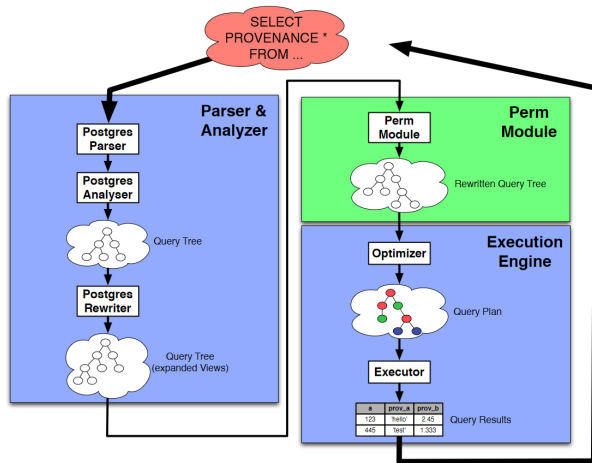 SELECT
PROVENANCE *
FROM ...
Parser &
Analyzer
Postgres
Parser
Postgres
Analyser
Query Tree
Postgres
Rewriter
Query Tree
(expanded Views)
Perm
Module
Perm
Module
Rewritten Query Tree
Execution
Engine
Optimizer
Query Plan
Executor
a prov_a prov_b
123 'hello' 2.45
445 'test' 1.333
Query Results